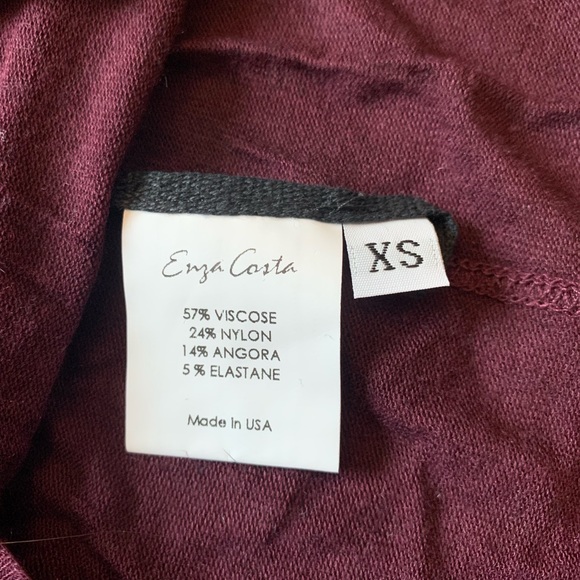 Enza Costa
XS
57% VISCOSE
24% NYLON
14% ANGORA
5% ELASTANE
Made in USA